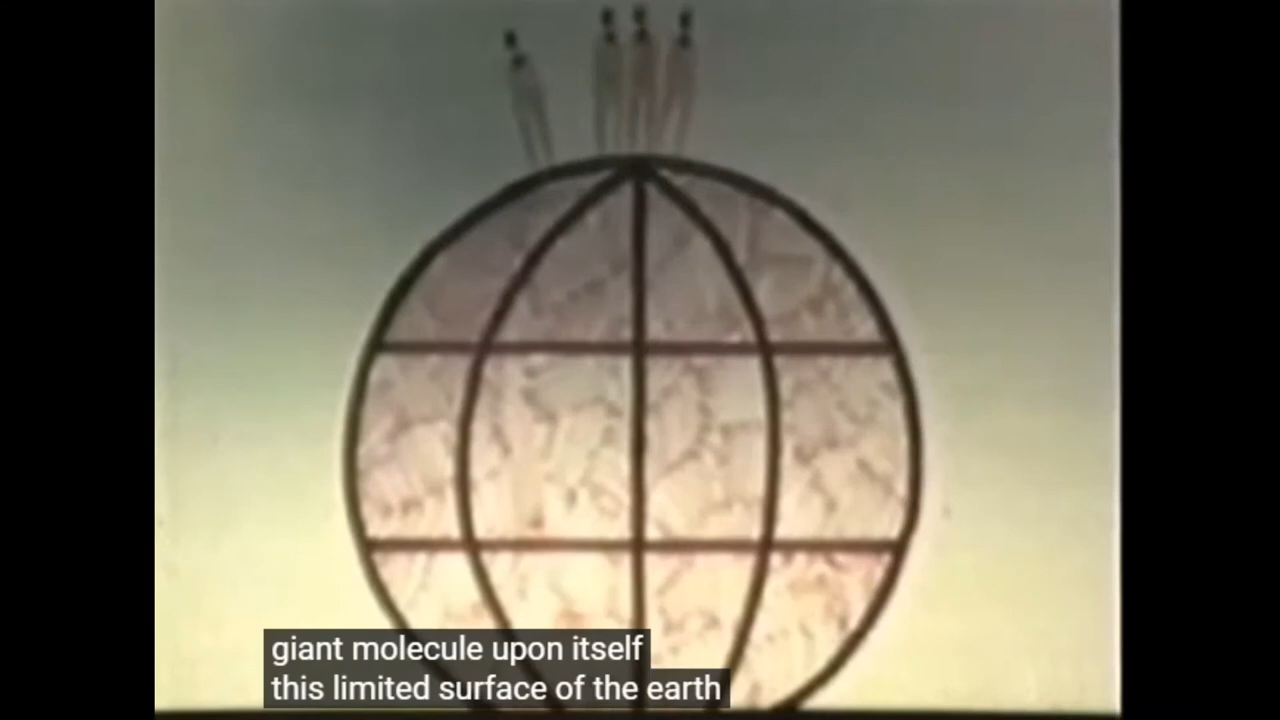 giant molecule upon itself
this limited surface of the earth